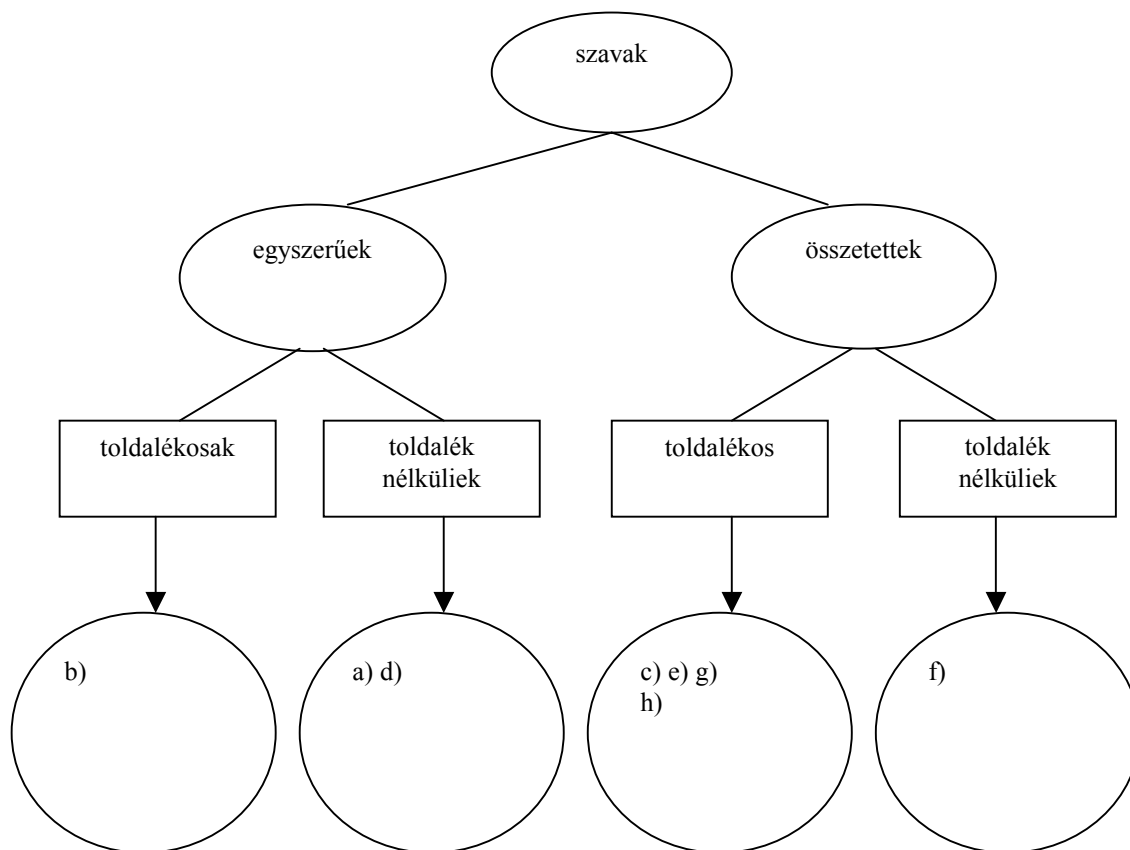 szavak
egyszerűek
összetettek
toldalékosak
toldalék
nélküliek
toldalékos
toldalék
nélküliek
b)
a) d)
c) e) g)
h)
f)